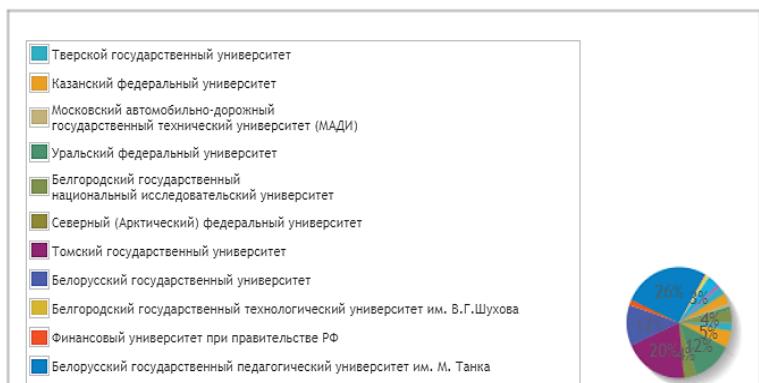 Тверской государственный университет
Казанский федеральный университет
Московский автомобильно-дорожный
государственный технический университет (МАДИ)
Уральский федеральный университет
Белгородский государственный
национальный исследовательский университет
Северный (Арктический) федеральный университет
Томский государственный университет
Белорусский государственный университет
Белгородский государственный технологический университет им. В.Г.Шухова
Финансовый университет при правительстве РФ
Белорусский государственный педагогический университет им. М. Танка
26%
3%
4%
5%
12%
20%